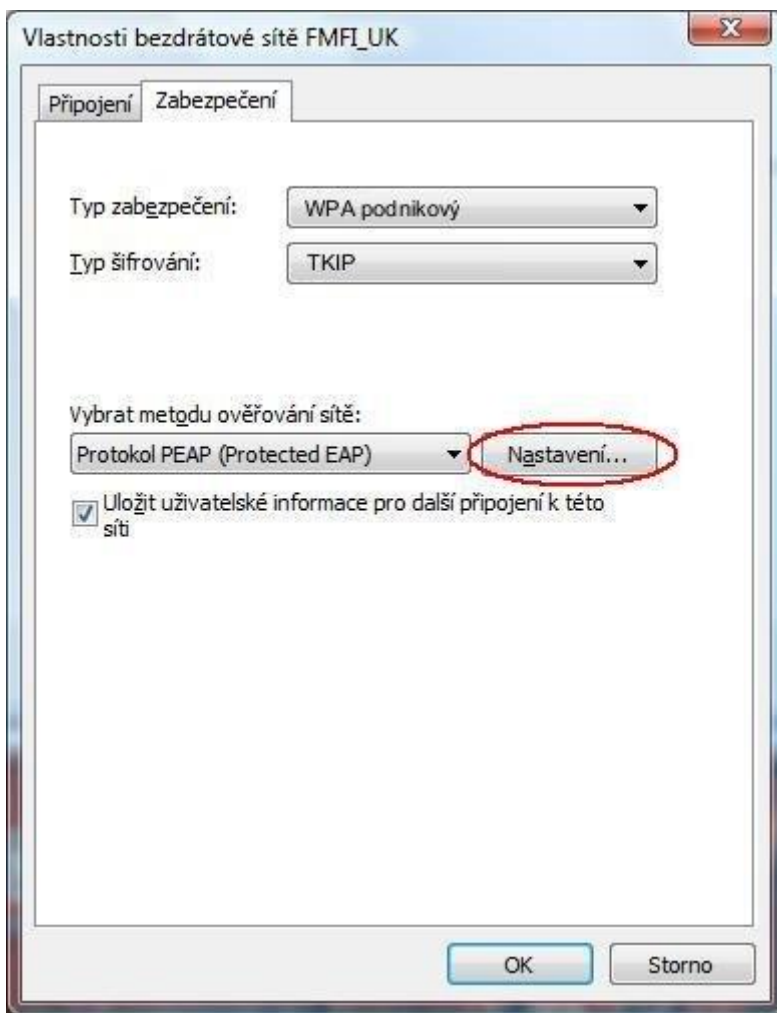 Vlastnosti bezdrátové sítě FMFI_UK
Připojení
Zabezpečení
Typ zabezpečení:
WPA podnikový
Typ šifrování:
TKIP
Vybrat metodu ověřování sítě:
Protokol PEAP (Protected EAP)
Nastavení...
Uložit uživatelské informace pro další připojení k této
síti
OK
Storno